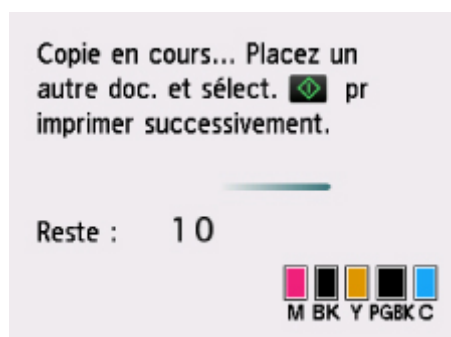 Copie en cours... Placez un
autre doc. et sélect. pr
imprimer successivement.
Reste : 10
M BK Y PGBK C